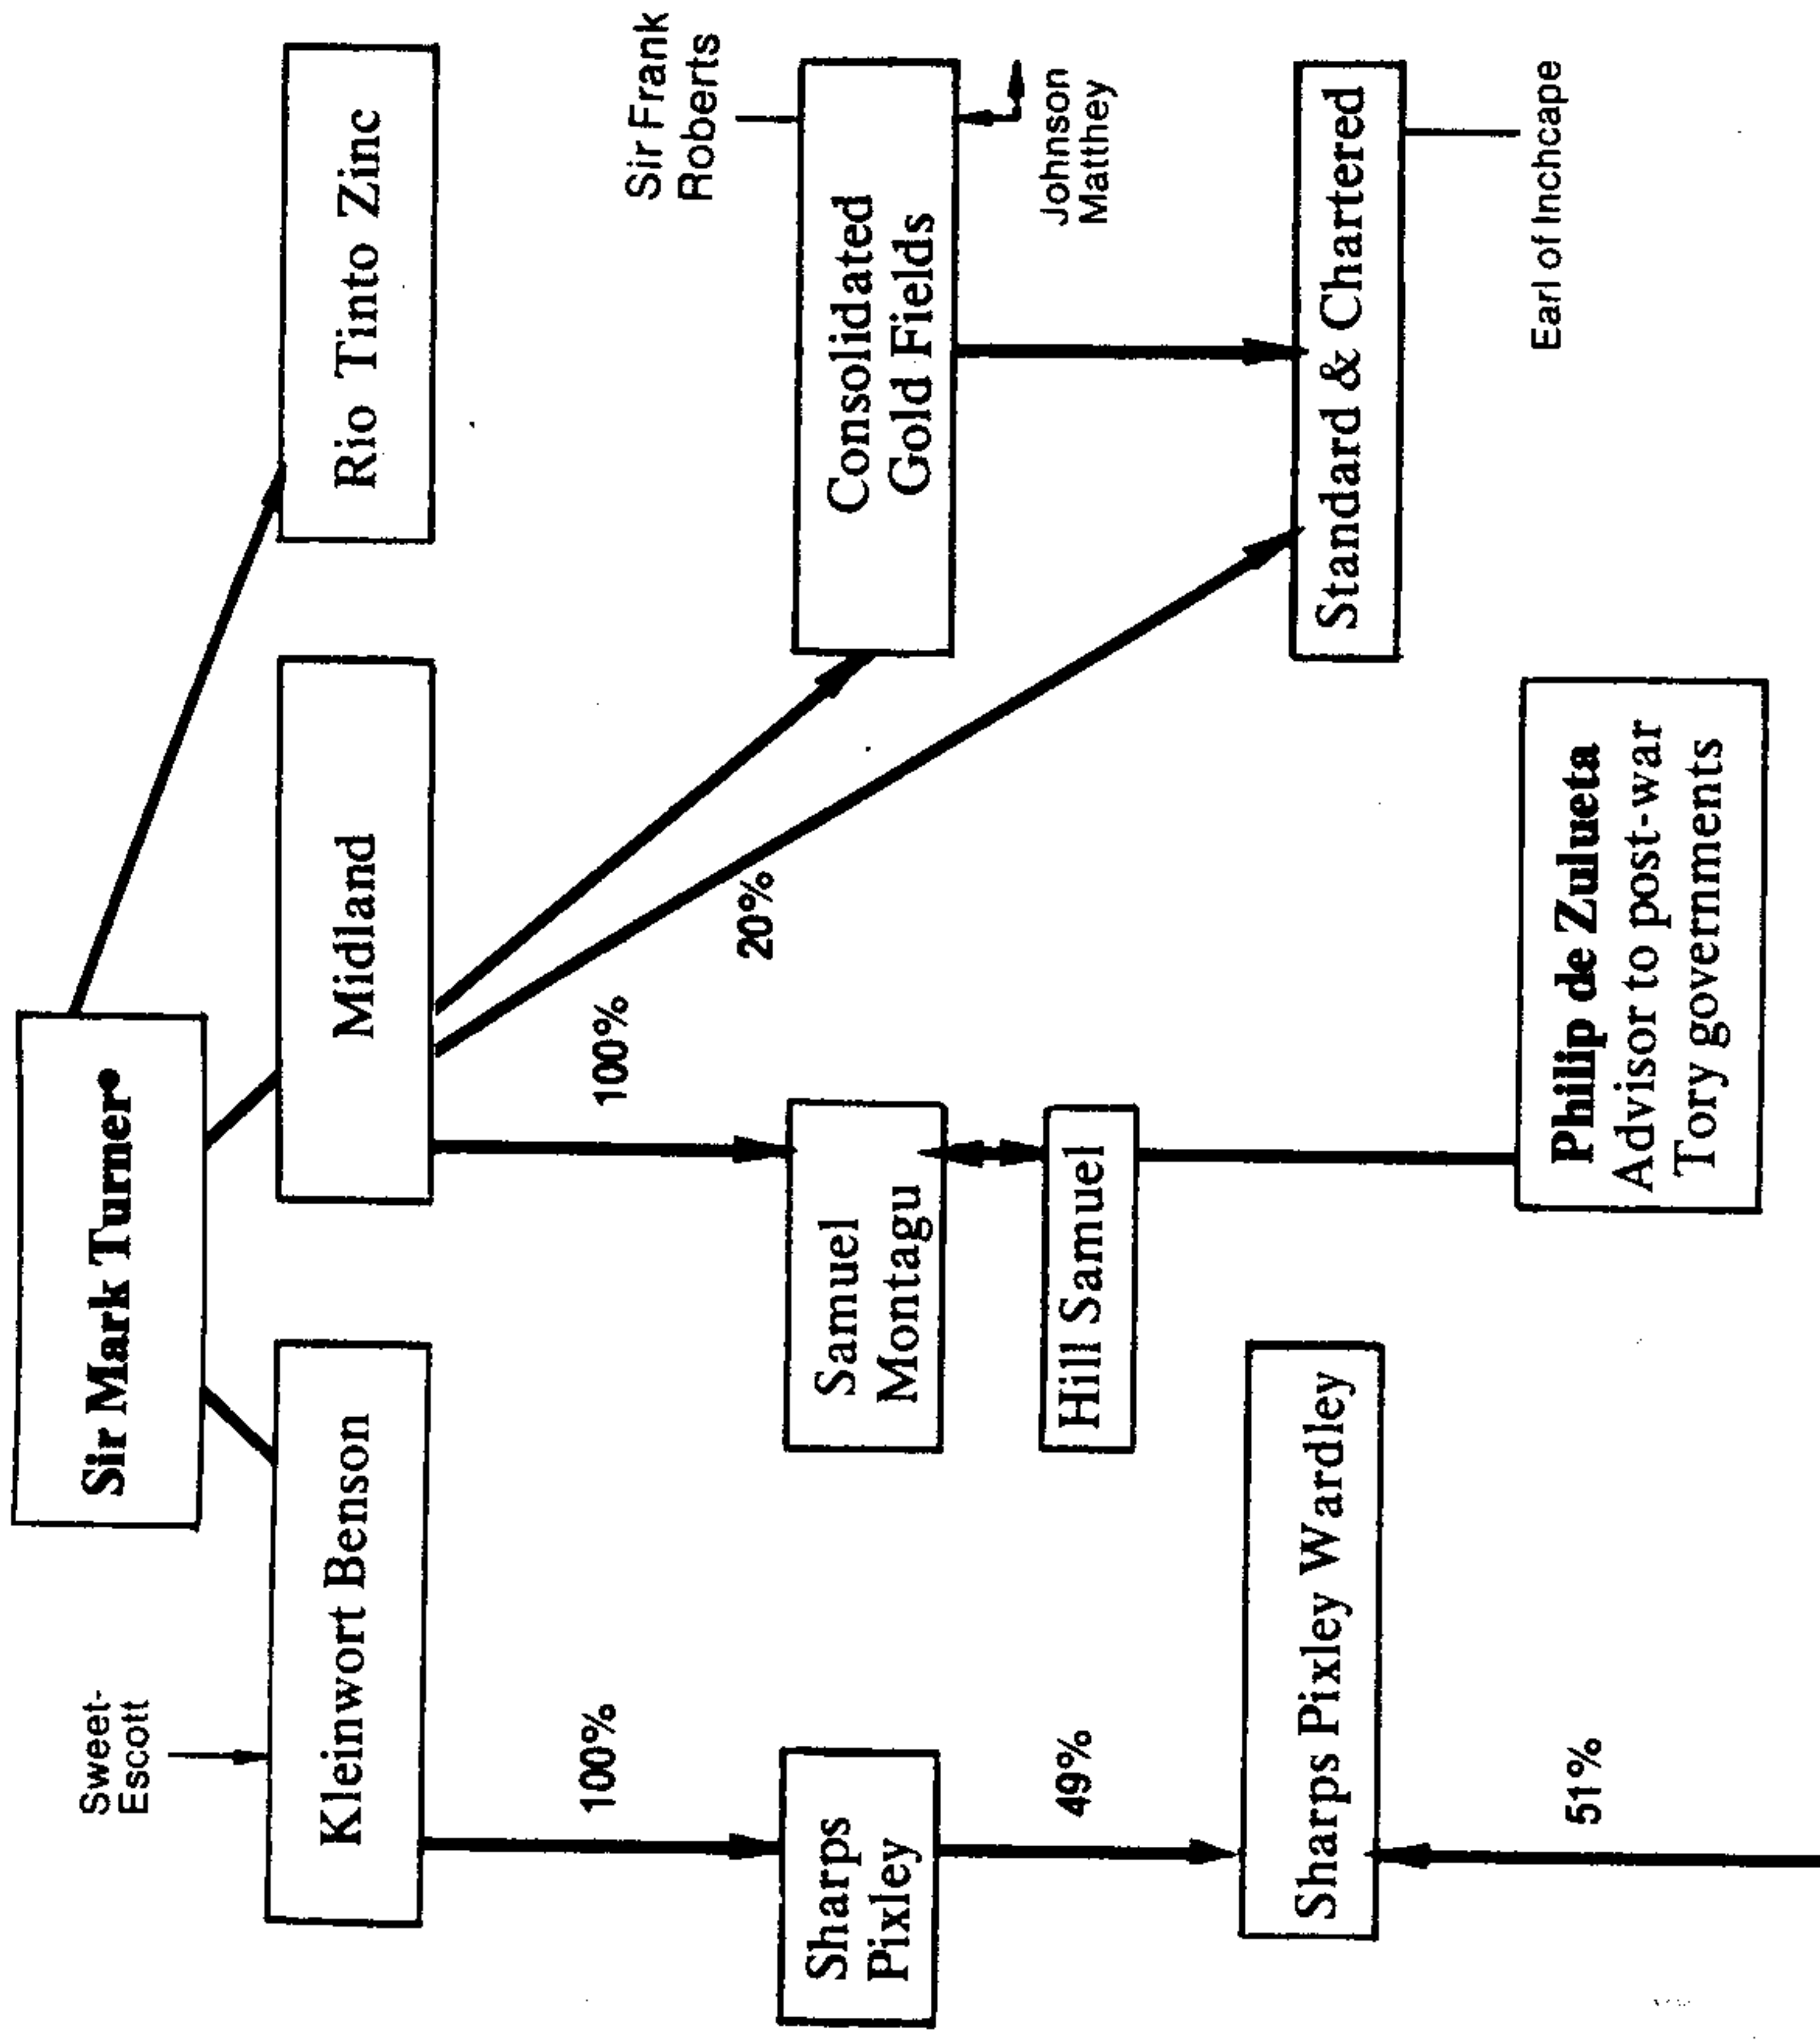 Sir Mark Turner•
Sweet-
Escott
Kleinwort Benson
Midland
Rio Tinto Zinc
100%
100%
20%
Sir Frank
Roberts
Sharps
Pixley
Samuel
Montagu
Consolidated
Gold Fields
49%
Hill Samuel
Johnson
Matthey
Sharps Pixley Wardley
Standard & Chartered
51%
Philip de Zulueta
Advisor to post-war
Tory governments
Earl of Inchcape